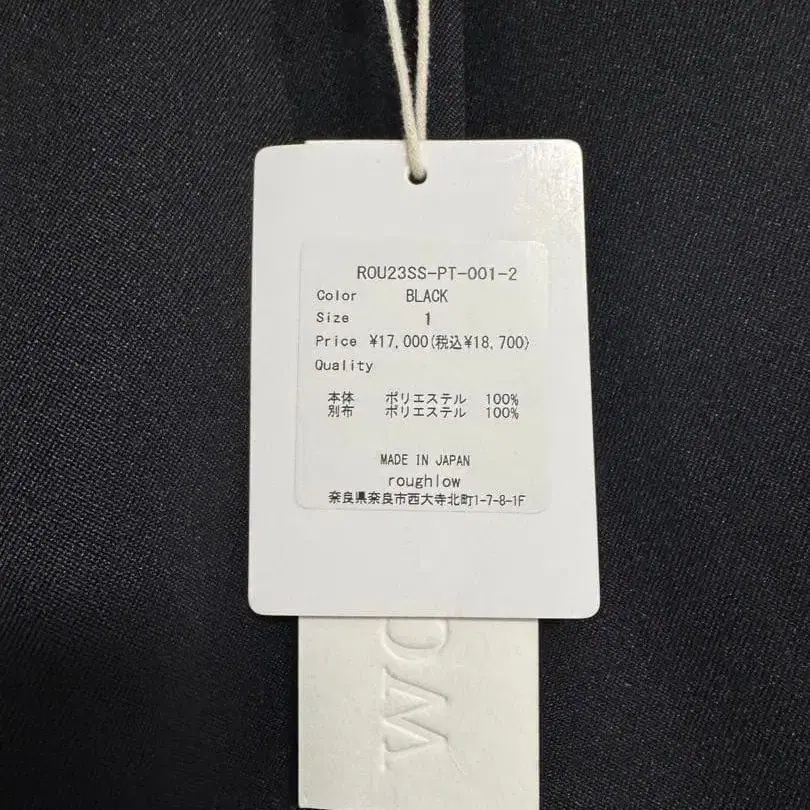 ROU23SS-PT-001-2
Color BLACK
Size 1
Price ¥17,000(税込¥18,700)
Quality
本体 ポリエステル 100%
別布 ポリエステル 100%
MADE IN JAPAN
roughlow
奈良県奈良市西大寺北町1-7-8-1F